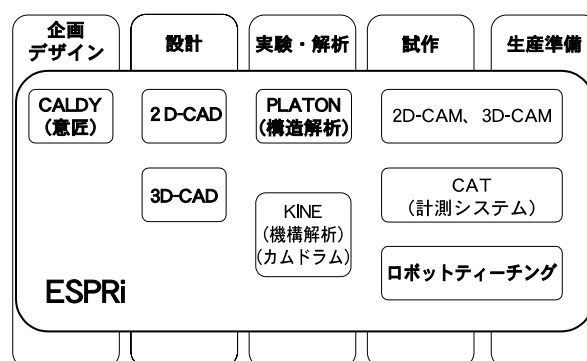 企画
デザイン
設計
実験・解析
試作
生産準備
CALDY
(意匠)
2D-CAD
PLATON
(構造解析)
2D-CAM、3D-CAM
3D-CAD
KINE
(機構解析)
(カムドラム)
CAT
(計測システム)
ロボットティーチング
ESPRi